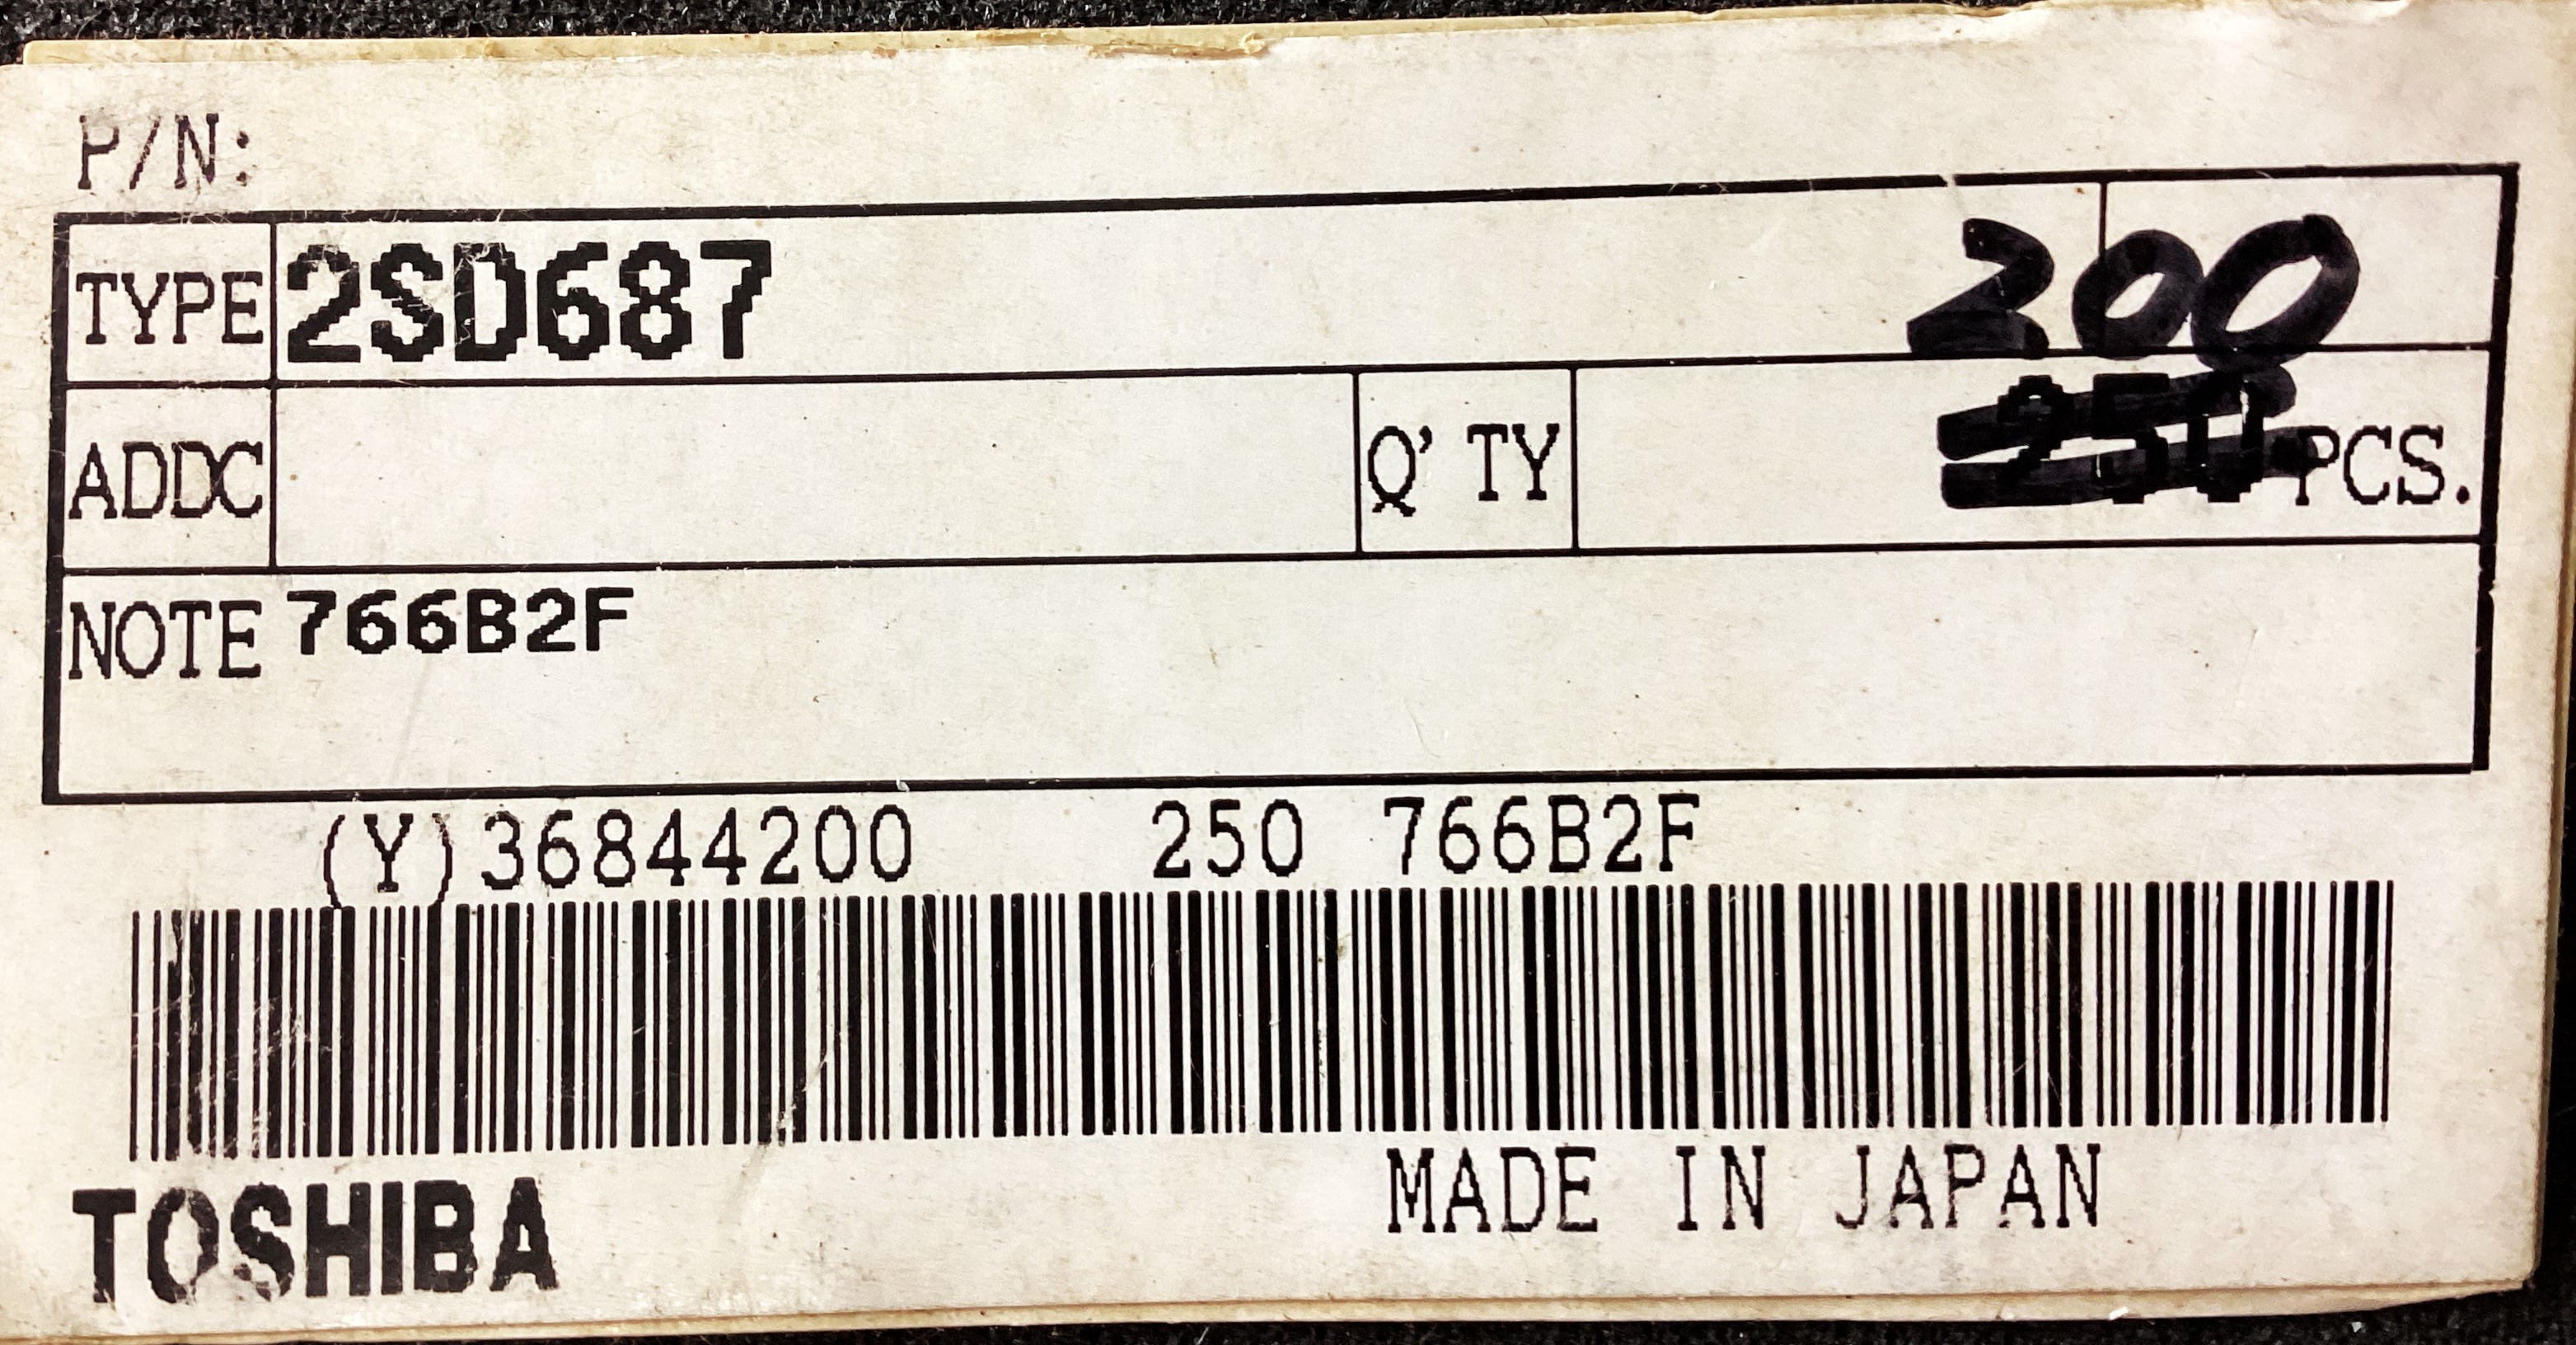 P/N:
TYPE 2SD687 200
ADDC Q'TY 250 PCS.
NOTE 766B2F
(Y)36844200 250 766B2F
TOSHIBA
MADE IN JAPAN